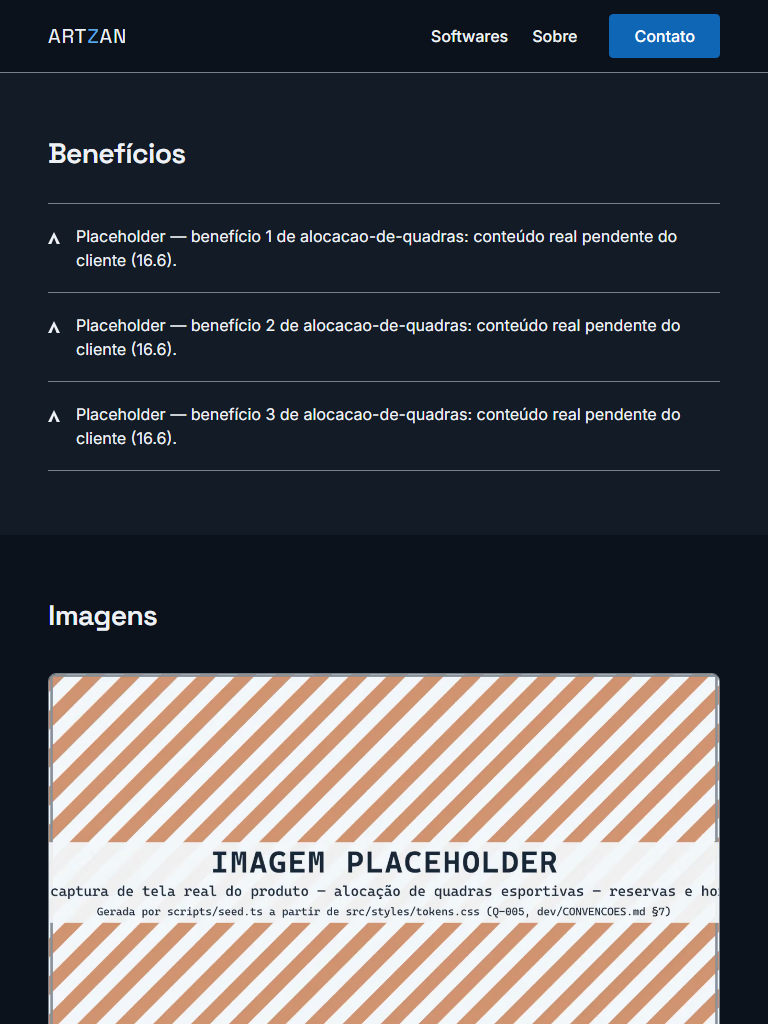 ARTZAN
Softwares
Sobre
Contato
Benefícios
Placeholder — benefício 1 de alocacao-de-quadras: conteúdo real pendente do
cliente (16.6).
Placeholder — benefício 2 de alocacao-de-quadras: conteúdo real pendente do
cliente (16.6).
Placeholder — benefício 3 de alocacao-de-quadras: conteúdo real pendente do
cliente (16.6).
Imagens
IMAGEM PLACEHOLDER
captura de tela real do produto — alocação de quadras esportivas — reservas e ho
Gerada por scripts/seed.ts a partir de src/styles/tokens.css (Q-005, dev/CONVENCOES.md §7)